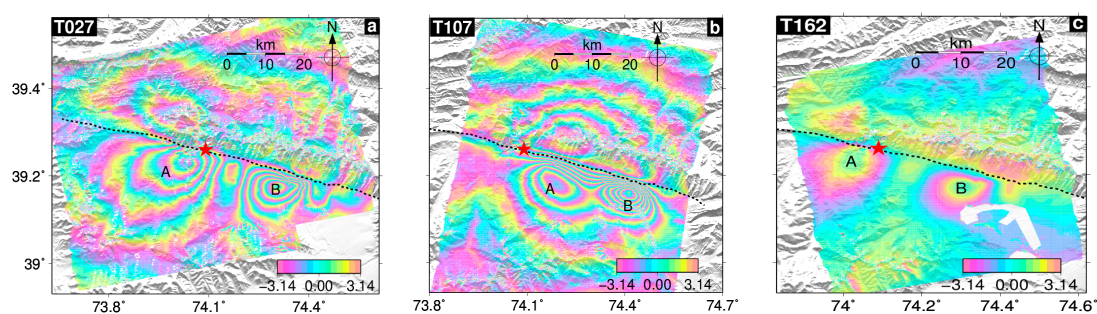 T027
a
N
km
0 10 20
A
B
−3.14 0.00 3.14
39.4°
39.2°
39°
73.8 74.1 74.4°
T107
b
N
km
0 10 20
A
B
−3.14 0.00 3.14
73.8 74.1 74.4 74.7°
T162
c
N
km
0 10 20
A
B
−3.14 0.00 3.14
74° 74.2° 74.4° 74.6°